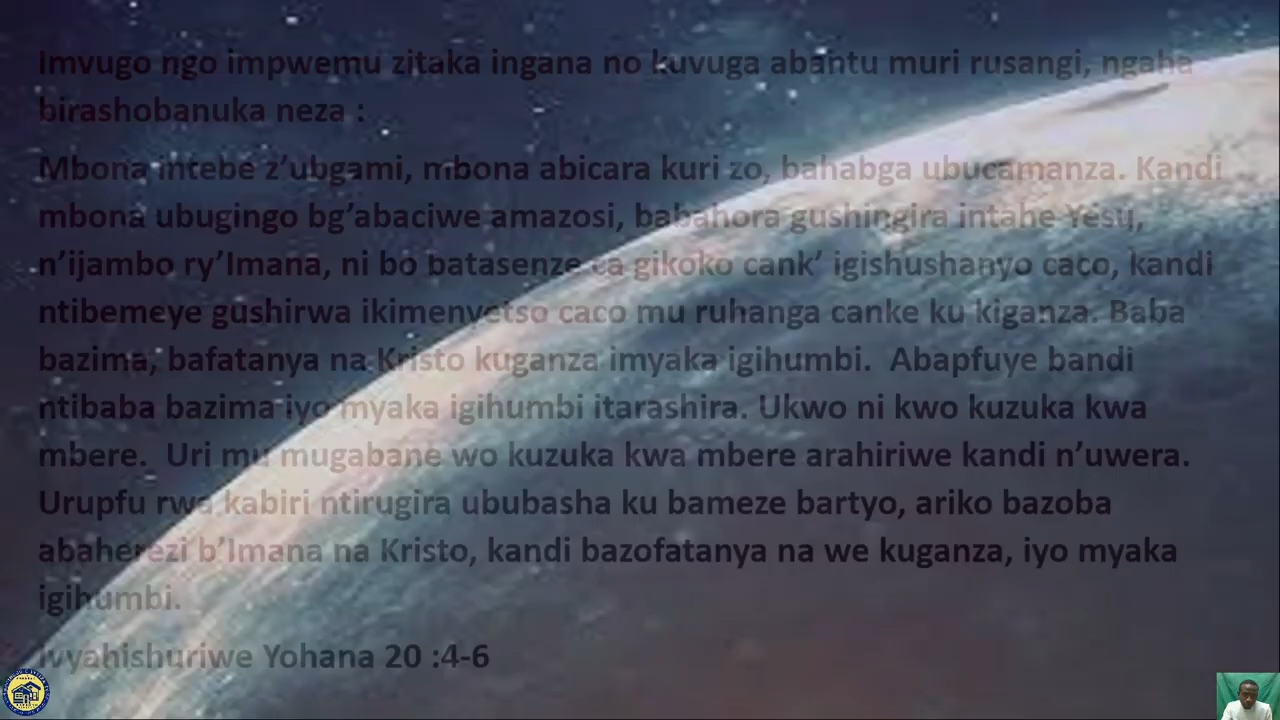 Imvugo ngo impwemu zitaka ingana no kuvuga abantu muri rusangi, ngaha
birashobanuka neza :
Mbona intebe z’ubgami, mbona abicara kuri zo, bahabga ubucamanza. Kandi
mbona ubugingo bg’abaciwe amazosi, babahora gushingira intahe Yesu,
n’ijambo ry’Imana, ni bo batasenze ca gikoko cank’ igishushanyo caco, kandi
ntibemeye gushirwa ikimenyetso caco mu ruhanga canke ku kiganza. Baba
bazima, bafatanya na Kristo kuganza imyaka igihumbi. Abapfuye bandi
ntibaba bazima iyo myaka igihumbi itarashira. Ukwo ni kwo kuzuka kwa
mbere. Uri mu mugabane wo kuzuka kwa mbere arahiriwe kandi n’uwera.
Urupfu rwa kabiri ntirugira ububasha ku bameze bartyo, ariko bazoba
abaherezi b’Imana na Kristo, kandi bazofatanya na we kuganza, iyo myaka
igihumbi.
Ivyahishuriwe Yohana 20 :4-6